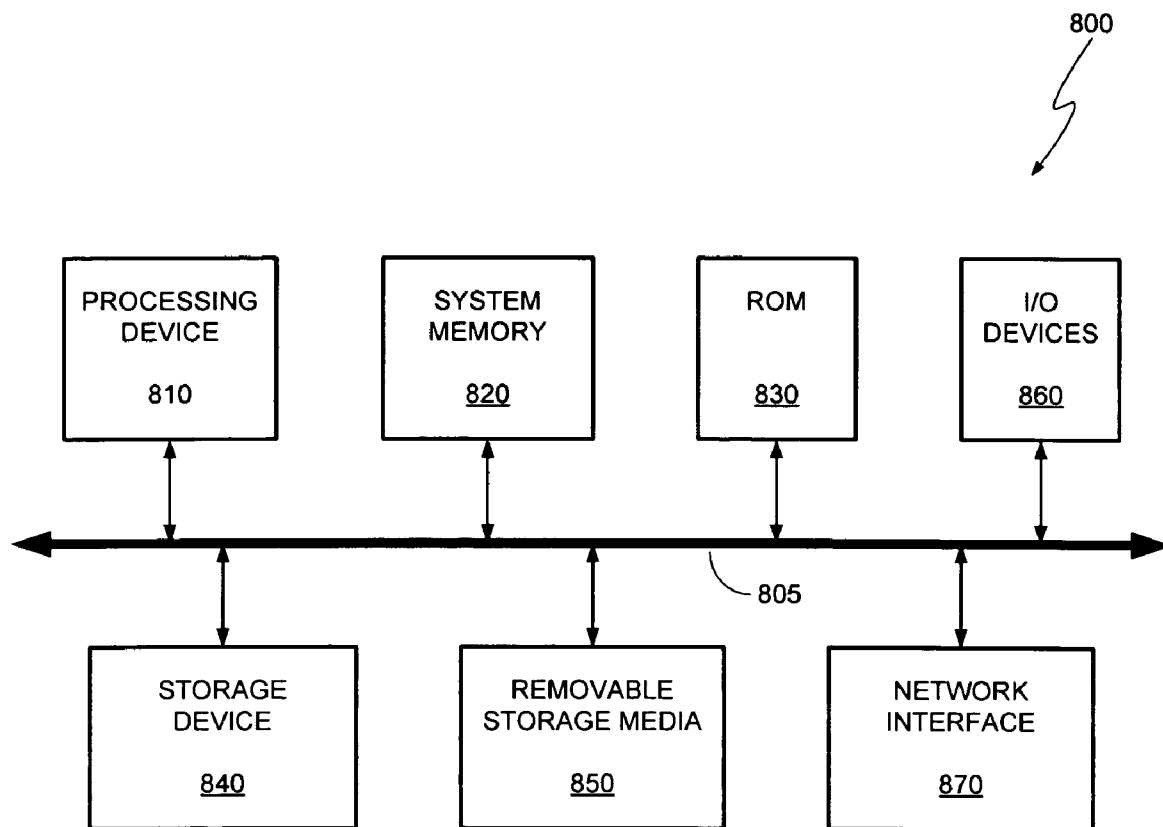 800
PROCESSING
DEVICE
810
SYSTEM
MEMORY
820
ROM
830
I/O
DEVICES
860
805
STORAGE
DEVICE
840
REMOVABLE
STORAGE MEDIA
850
NETWORK
INTERFACE
870